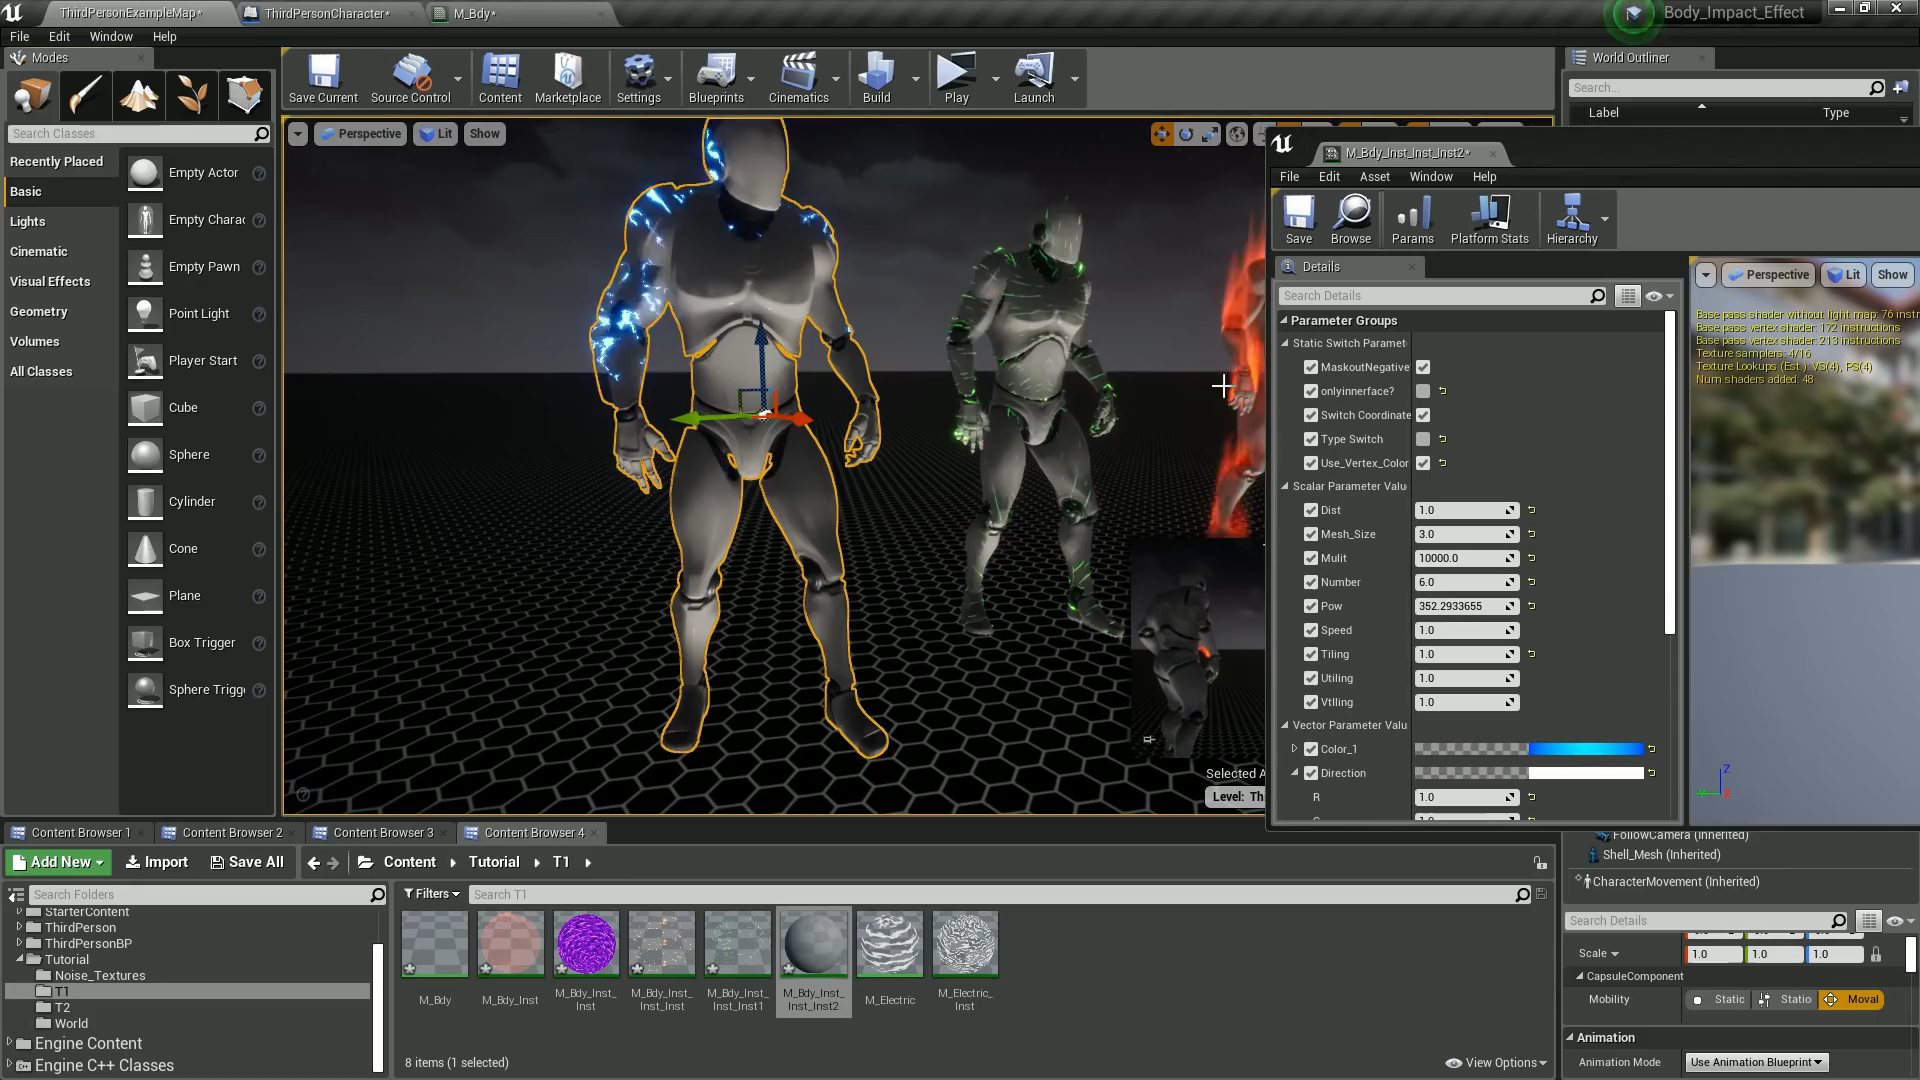 ThirdPersonExampleMap*
ThirdPersonCharacter*
M_Bdy*
Body_Impact_Effect
File Edit Window Help
Modes
Save Current
Source Control
Content
Marketplace
Settings
Blueprints
Cinematics
Build
Play
Launch
World Outliner
Search...
Label Type
Search Classes
Recently Placed
Basic
Lights
Cinematic
Visual Effects
Geometry
Volumes
All Classes
Empty Actor
Empty Charac
Empty Pawn
Point Light
Player Start
Cube
Sphere
Cylinder
Cone
Plane
Box Trigger
Sphere Trigge
Perspective Lit Show
Selected A
Level: Th
M_Bdy_Inst_Inst_Inst2*
File Edit Asset Window Help
Save
Browse
Params
Platform Stats
Hierarchy
Details
Search Details
Parameter Groups
Static Switch Paramet
MaskoutNegative
onlyinnerface?
Switch Coordinate
Type Switch
Use_Vertex_Color
Scalar Parameter Valu
Dist 1.0
Mesh_Size 3.0
Mulit 10000.0
Number 6.0
Pow 352.2933655
Speed 1.0
Tiling 1.0
Utiling 1.0
Vtlling 1.0
Vector Parameter Valu
Color_1
Direction
R 1.0
Perspective Lit Show
Base pass shader without light map: 76 instr
Base pass vertex shader: 172 instructions
Base pass vertex shader: 213 instructions
Texture samplers: 4/16
Texture Lookups (Est.): VS(4), PS(4)
Num shaders added: 48
Z
Content Browser 1
Content Browser 2
Content Browser 3
Content Browser 4
Add New
Import
Save All
Content
Tutorial
T1
Search Folders
StarterContent
ThirdPerson
ThirdPersonBP
Tutorial
Noise_Textures
T1
T2
World
Engine Content
Engine C++ Classes
Filters
Search T1
M_Bdy
M_Bdy_Inst
M_Bdy_Inst_
Inst
M_Bdy_Inst_
Inst_Inst
M_Bdy_Inst_
Inst_Inst1
M_Bdy_Inst_
Inst_Inst2
M_Electric
M_Electric_
Inst
8 items (1 selected)
View Options
FollowCamera (Inherited)
Shell_Mesh (Inherited)
CharacterMovement (Inherited)
Search Details
Scale 1.0 1.0 1.0
CapsuleComponent
Mobility Static Statio Moval
Animation
Animation Mode Use Animation Blueprint